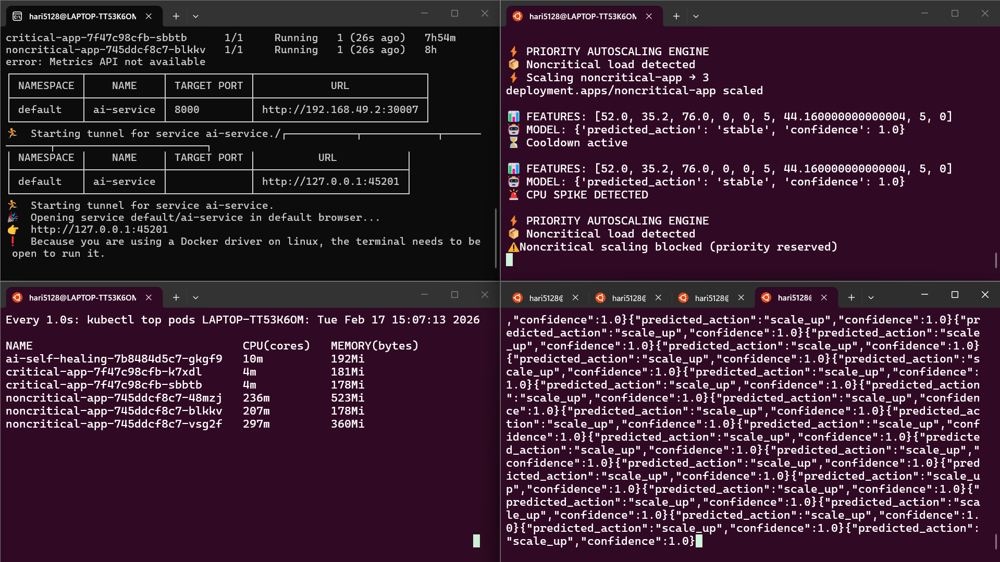 hari5128@LAPTOP-TT53K6OM
critical-app-7f47c98cfb-sbbtb 1/1 Running 1 (26s ago) 7h54m
noncritical-app-745ddcf8c7-blkkv 1/1 Running 1 (26s ago) 8h
error: Metrics API not available
NAMESPACE NAME TARGET PORT URL
default ai-service 8000 http://192.168.49.2:30007
🏃 Starting tunnel for service ai-service./
NAMESPACE NAME TARGET PORT URL
default ai-service http://127.0.0.1:45201
🏃 Starting tunnel for service ai-service.
🎉 Opening service default/ai-service in default browser...
👉 http://127.0.0.1:45201
❗ Because you are using a Docker driver on linux, the terminal needs to be
open to run it.
hari5128@LAPTOP-TT53K6OM
⚡ PRIORITY AUTOSCALING ENGINE
📦 Noncritical load detected
⚡ Scaling noncritical-app → 3
deployment.apps/noncritical-app scaled
📊 FEATURES: [52.0, 35.2, 76.0, 0, 0, 5, 44.160000000000004, 5, 0]
🤖 MODEL: {'predicted_action': 'stable', 'confidence': 1.0}
⏳ Cooldown active
📊 FEATURES: [52.0, 35.2, 76.0, 0, 0, 5, 44.160000000000004, 5, 0]
🤖 MODEL: {'predicted_action': 'stable', 'confidence': 1.0}
🚨 CPU SPIKE DETECTED
⚡ PRIORITY AUTOSCALING ENGINE
📦 Noncritical load detected
⚠️Noncritical scaling blocked (priority reserved)
hari5128@LAPTOP-TT53K6OM
Every 1.0s: kubectl top pods LAPTOP-TT53K6OM: Tue Feb 17 15:07:13 2026
NAME CPU(cores) MEMORY(bytes)
ai-self-healing-7b8484d5c7-gkgf9 10m 192Mi
critical-app-7f47c98cfb-k7xdl 4m 181Mi
critical-app-7f47c98cfb-sbbtb 4m 178Mi
noncritical-app-745ddcf8c7-48mzj 236m 523Mi
noncritical-app-745ddcf8c7-blkkv 207m 178Mi
noncritical-app-745ddcf8c7-vsg2f 297m 360Mi
hari5128@ hari5128@ hari5128@ hari5128@
,"confidence":1.0}{"predicted_action":"scale_up","confidence":1.0}{"pr
edicted_action":"scale_up","confidence":1.0}{"predicted_action":"scale
_up","confidence":1.0}{"predicted_action":"scale_up","confidence":1.0}
{"predicted_action":"scale_up","confidence":1.0}{"predicted_action":"s
cale_up","confidence":1.0}{"predicted_action":"scale_up","confidence":
1.0}{"predicted_action":"scale_up","confidence":1.0}{"predicted_action
":"scale_up","confidence":1.0}{"predicted_action":"scale_up","confiden
ce":1.0}{"predicted_action":"scale_up","confidence":1.0}{"predicted_ac
tion":"scale_up","confidence":1.0}{"predicted_action":"scale_up","conf
idence":1.0}{"predicted_action":"scale_up","confidence":1.0}{"predicte
d_action":"scale_up","confidence":1.0}{"predicted_action":"scale_up","
confidence":1.0}{"predicted_action":"scale_up","confidence":1.0}{"pred
icted_action":"scale_up","confidence":1.0}{"predicted_action":"scale_u
p","confidence":1.0}{"predicted_action":"scale_up","confidence":1.0}{"
predicted_action":"scale_up","confidence":1.0}{"predicted_action":"sca
le_up","confidence":1.0}{"predicted_action":"scale_up","confidence":1.
0}{"predicted_action":"scale_up","confidence":1.0}{"predicted_action":
"scale_up","confidence":1.0}